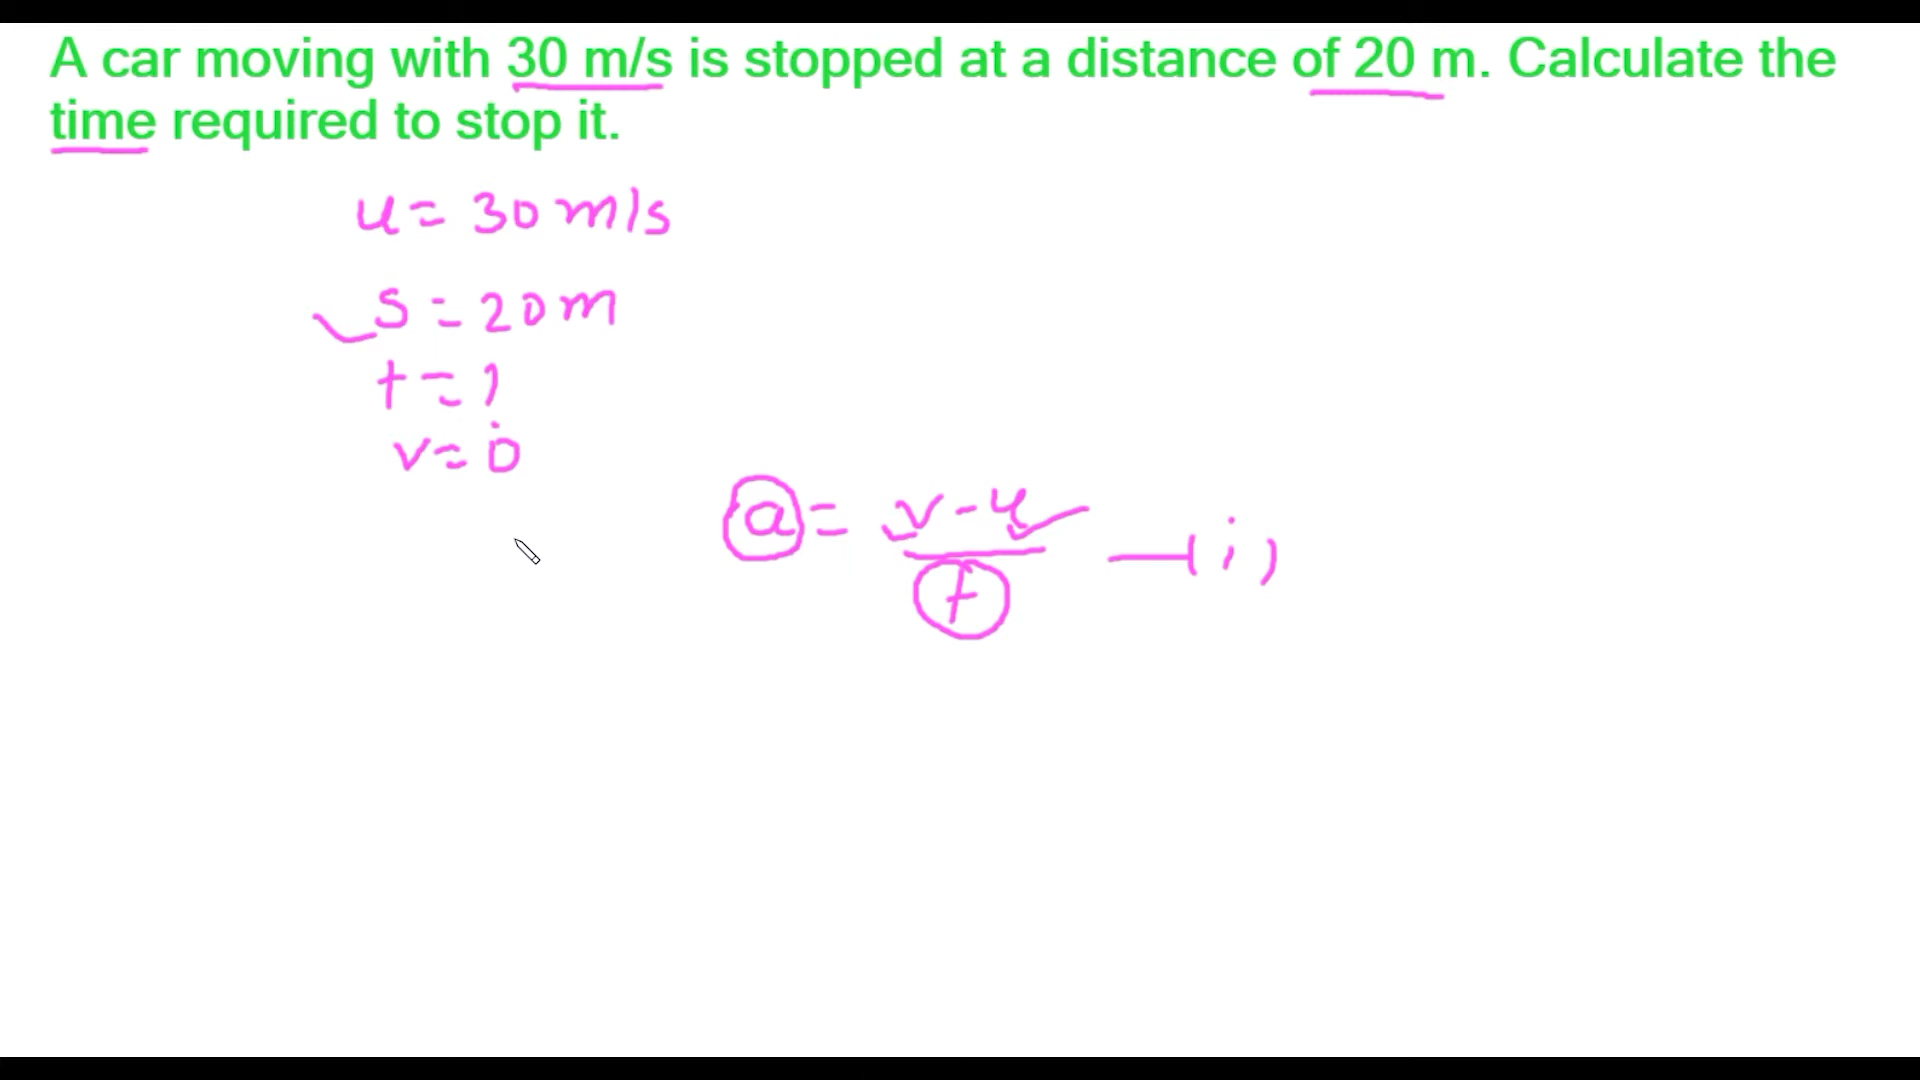 A car moving with 30 m/s is stopped at a distance of 20 m. Calculate the
time required to stop it.
u = 30 m/s
s = 20 m
t = ?
v = 0
a = v-u / t —(i)